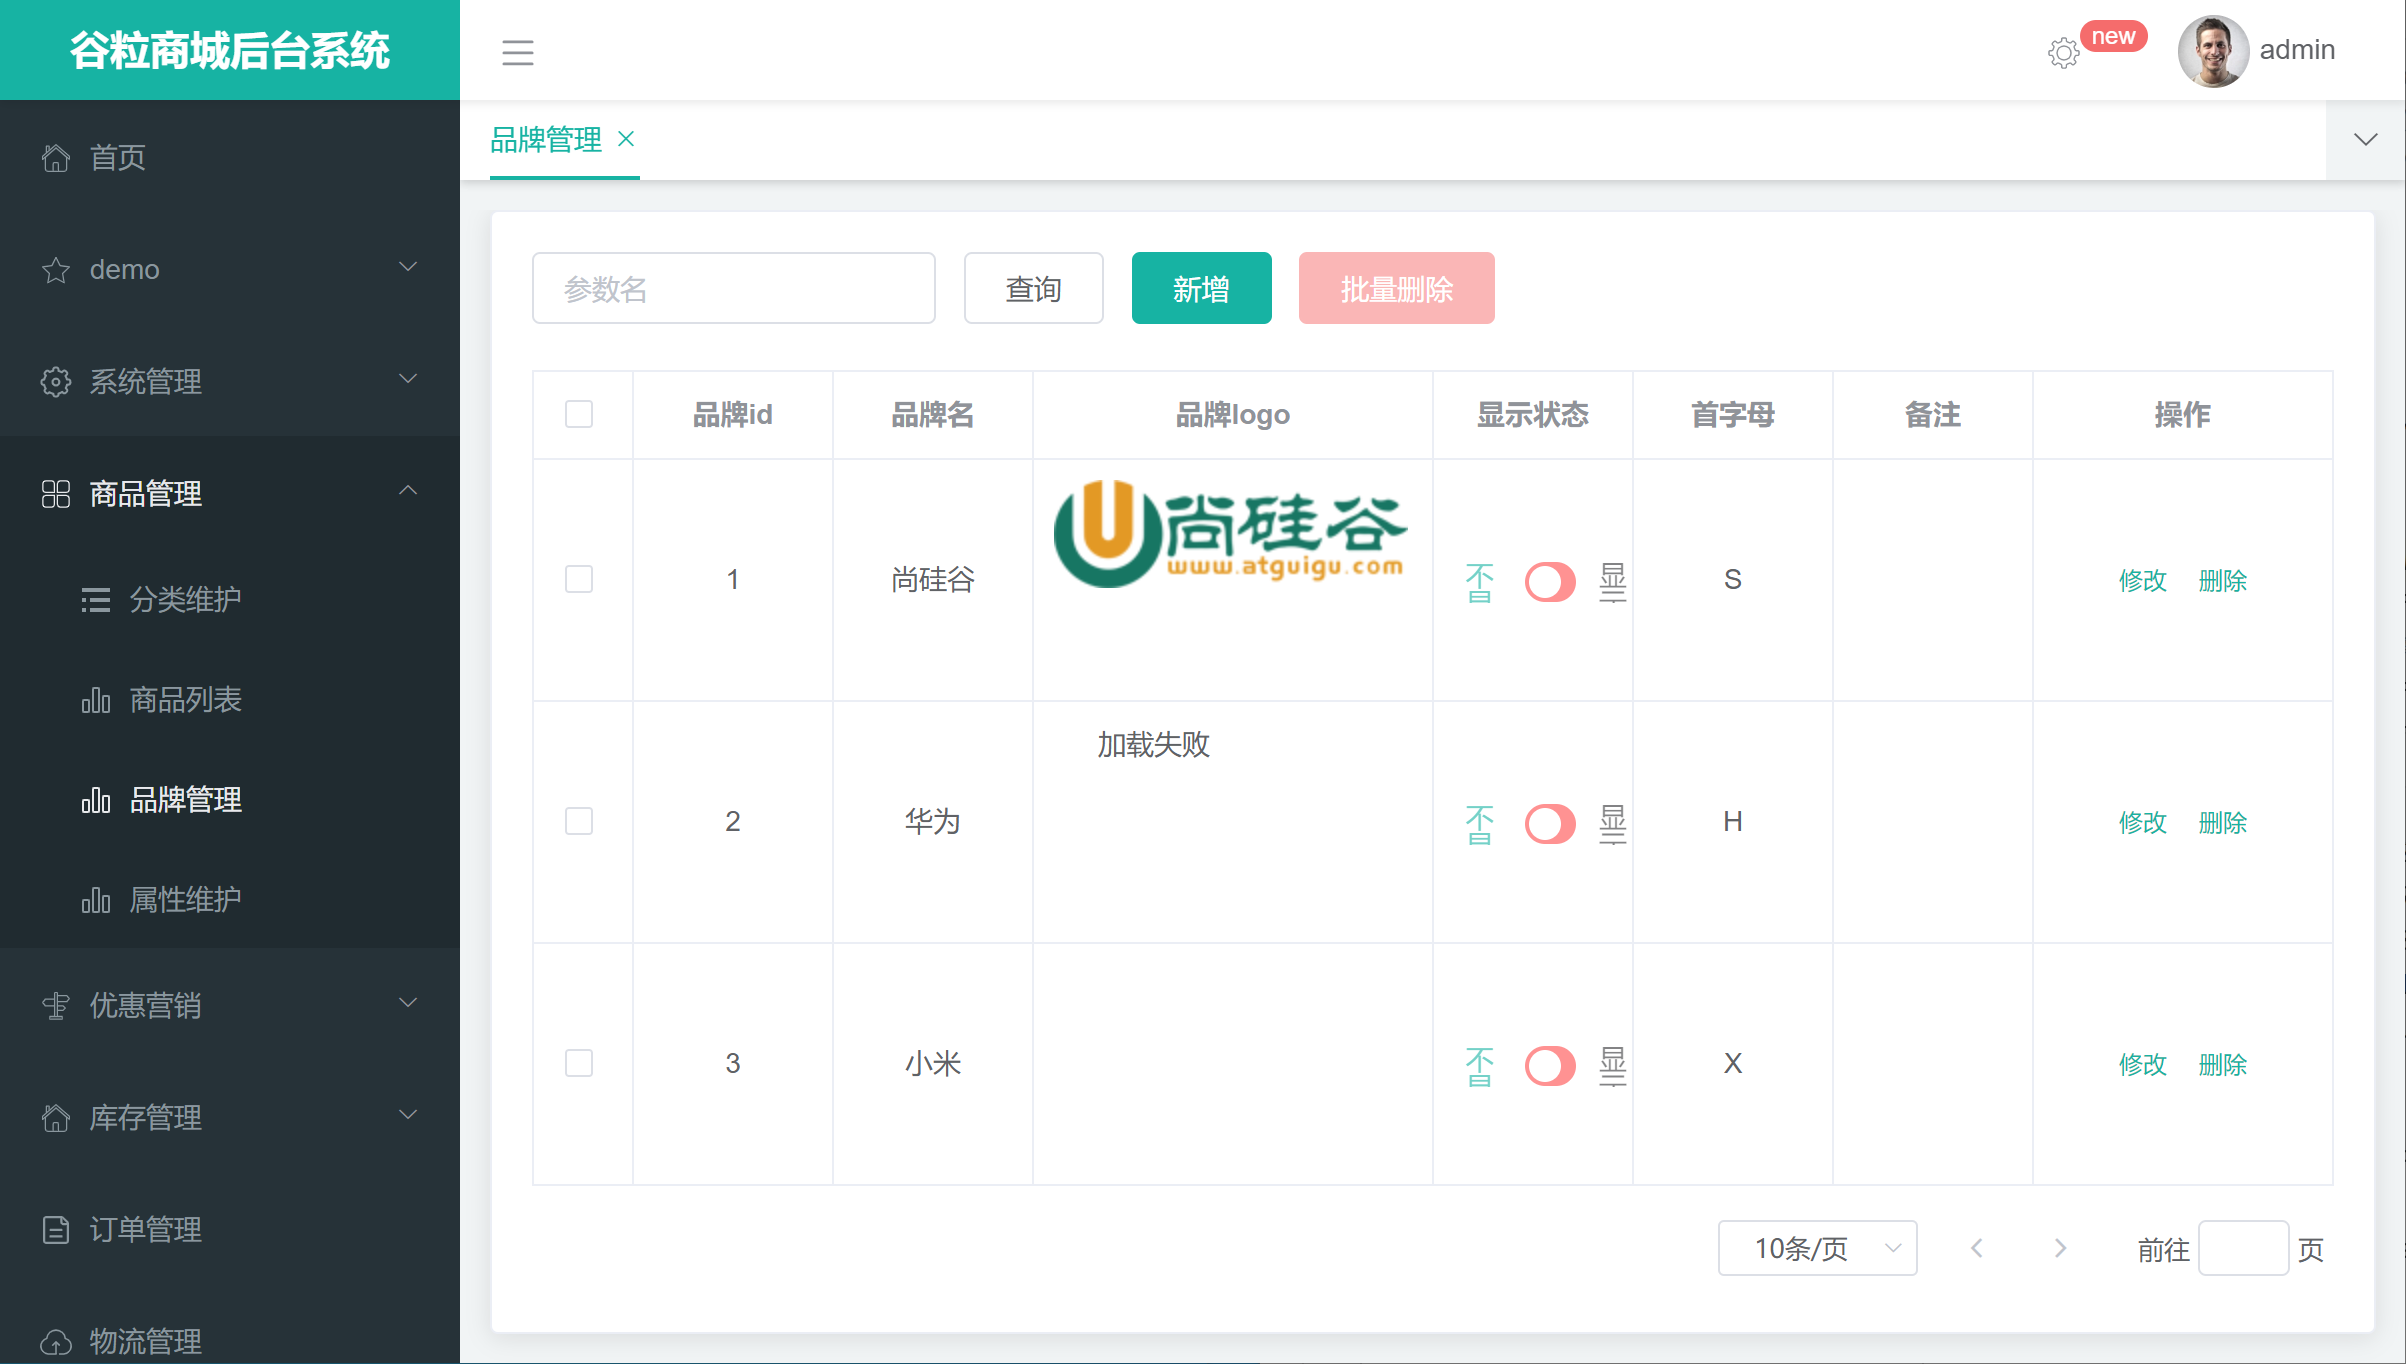 谷粒商城后台系统
new
admin
首页
demo
系统管理
商品管理
分类维护
商品列表
品牌管理
属性维护
优惠营销
库存管理
订单管理
物流管理
品牌管理
参数名
查询
新增
批量删除
品牌id 品牌名 品牌logo 显示状态 首字母 备注 操作
1 尚硅谷 尚硅谷 www.atguigu.com 不 显 S 修改 删除
2 华为 加载失败 不 显 H 修改 删除
3 小米 不 显 X 修改 删除
10条/页 前往 页